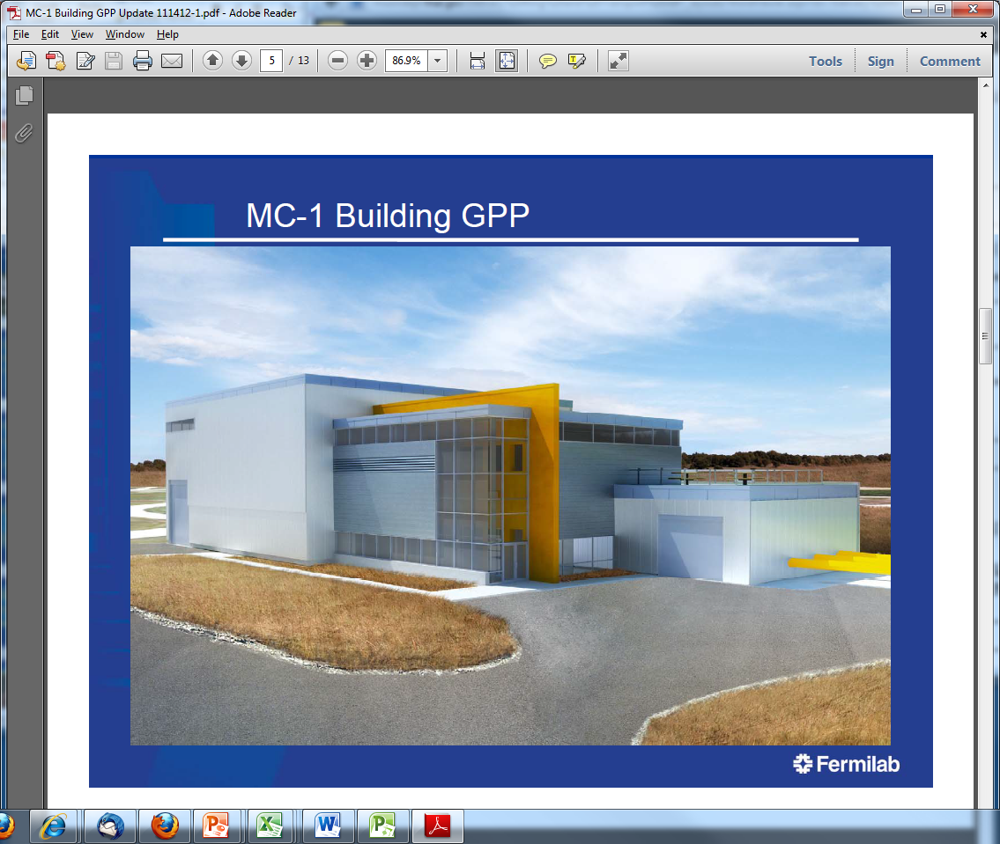 MC-1 Building GPP Update 111412-1.pdf - Adobe Reader
File Edit View Window Help
5 / 13 86.9% Tools Sign Comment
MC-1 Building GPP
Fermilab